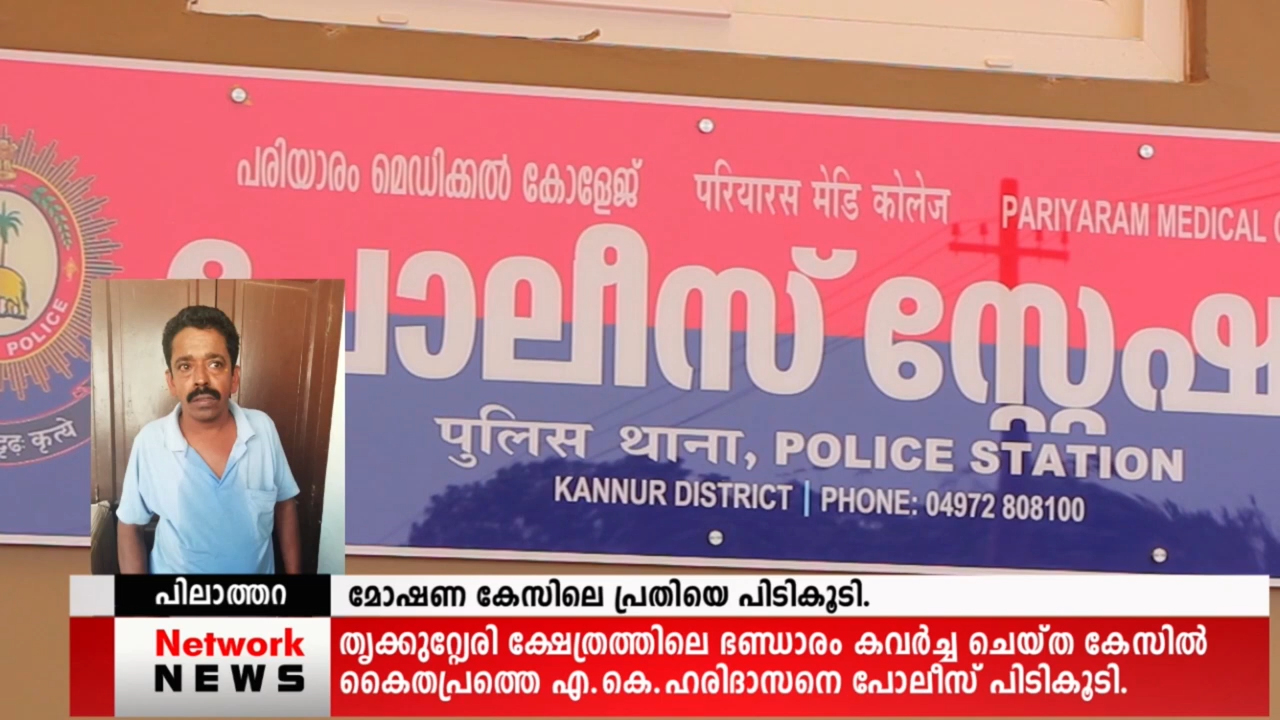 പരിയാരം മെഡിക്കൽ കോളേജ് परियारस मेडि कोलेज PARIYARAM MEDICAL
പോലീസ് സ്റ്റേഷ
पुलिस थाना, POLICE STATION
KANNUR DISTRICT | PHONE: 04972 808100
POLICE
दृढ़ कृत्ये
പിലാത്തറ
മോഷണ കേസിലെ പ്രതിയെ പിടികൂടി.
Network
NEWS
തൃക്കുറ്റ്യേരി ക്ഷേത്രത്തിലെ ഭണ്ഡാരം കവർച്ച ചെയ്ത കേസിൽ
കൈതപ്രത്തെ എ.കെ.ഹരിദാസനെ പോലീസ് പിടികൂടി.